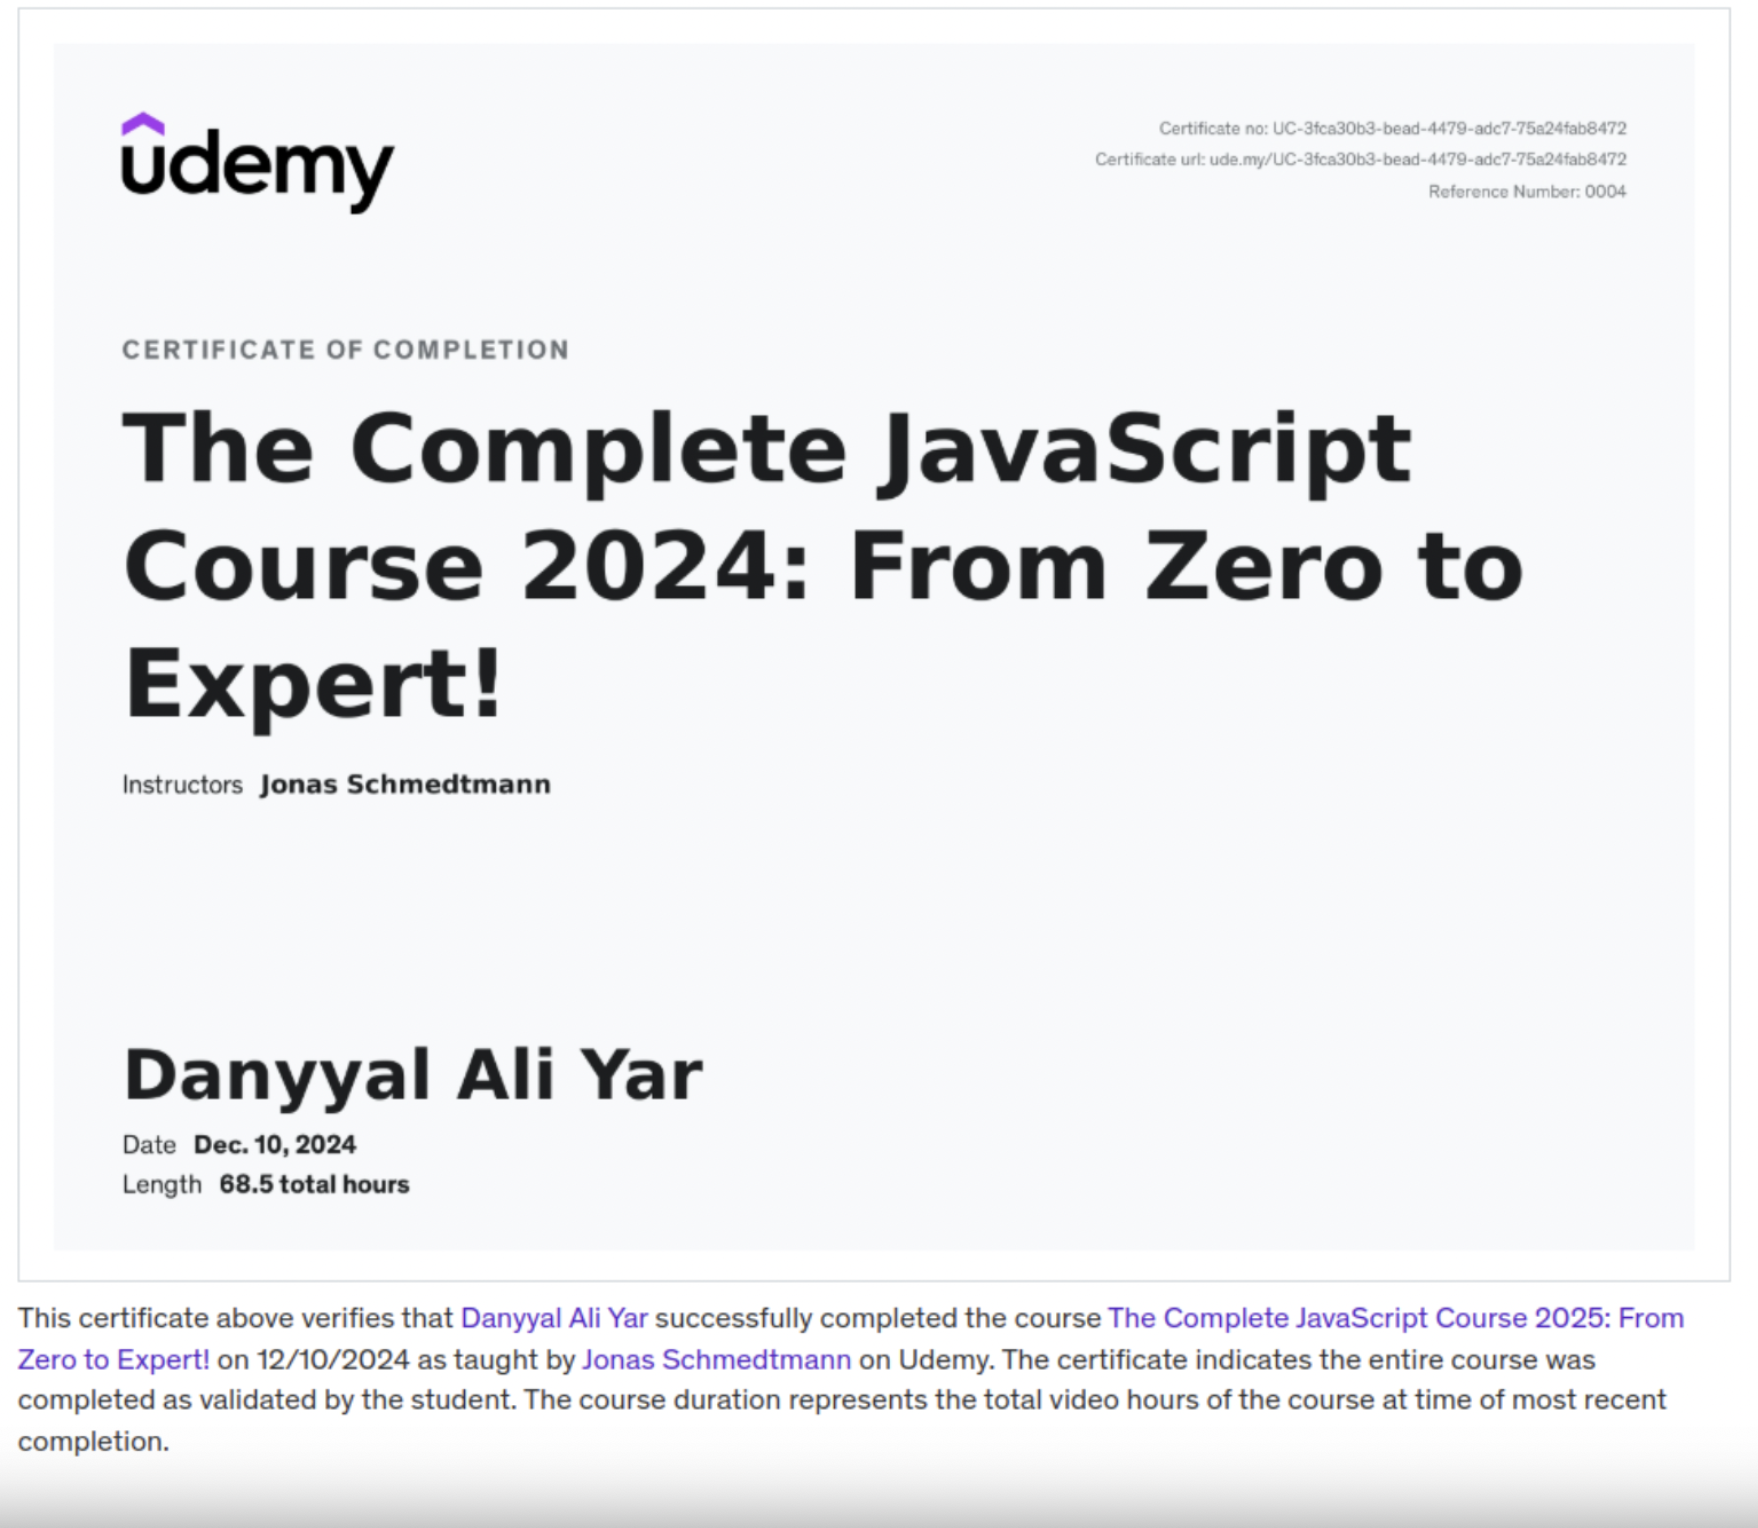 udemy
Certificate no: UC-3fca30b3-bead-4479-adc7-75a24fab8472
Certificate url: ude.my/UC-3fca30b3-bead-4479-adc7-75a24fab8472
Reference Number: 0004
CERTIFICATE OF COMPLETION
The Complete JavaScript
Course 2024: From Zero to
Expert!
Instructors Jonas Schmedtmann
Danyyal Ali Yar
Date Dec. 10, 2024
Length 68.5 total hours
This certificate above verifies that Danyyal Ali Yar successfully completed the course The Complete JavaScript Course 2025: From
Zero to Expert! on 12/10/2024 as taught by Jonas Schmedtmann on Udemy. The certificate indicates the entire course was
completed as validated by the student. The course duration represents the total video hours of the course at time of most recent
completion.